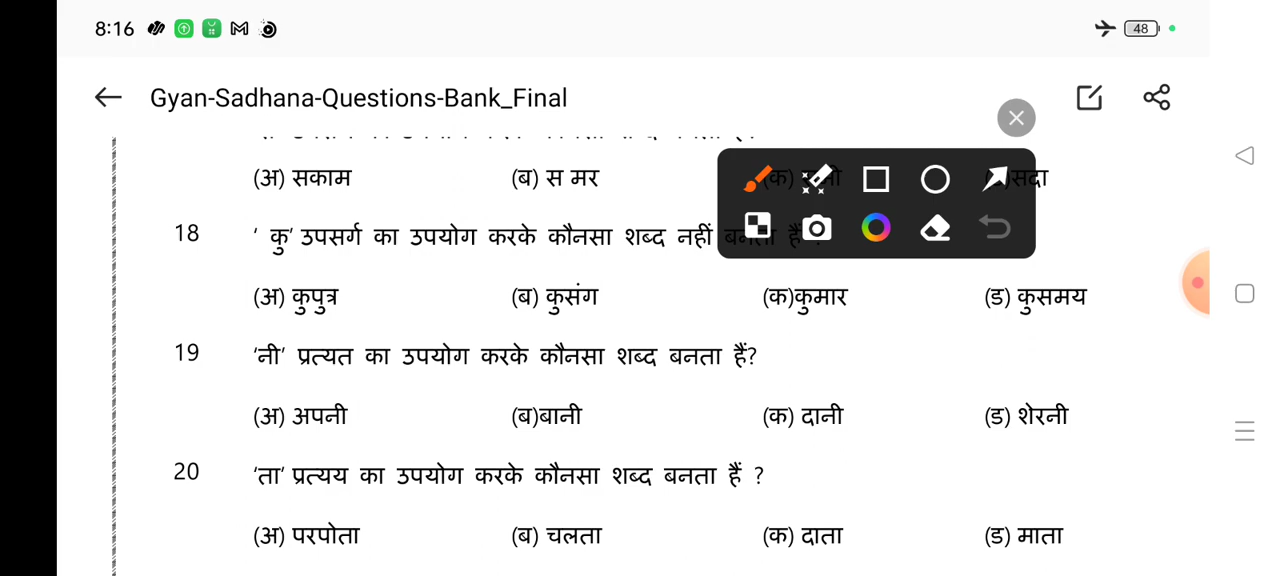 8:16 48
Gyan-Sadhana-Questions-Bank_Final
(अ) सकाम (ब) स मर (क) सदा
18 ' कु' उपसर्ग का उपयोग करके कौनसा शब्द नहीं बनता हैं ?
(अ) कुपुत्र (ब) कुसंग (क)कुमार (ड) कुसमय
19 'नी' प्रत्यत का उपयोग करके कौनसा शब्द बनता हैं?
(अ) अपनी (ब)बानी (क) दानी (ड) शेरनी
20 'ता' प्रत्यय का उपयोग करके कौनसा शब्द बनता हैं ?
(अ) परपोता (ब) चलता (क) दाता (ड) माता